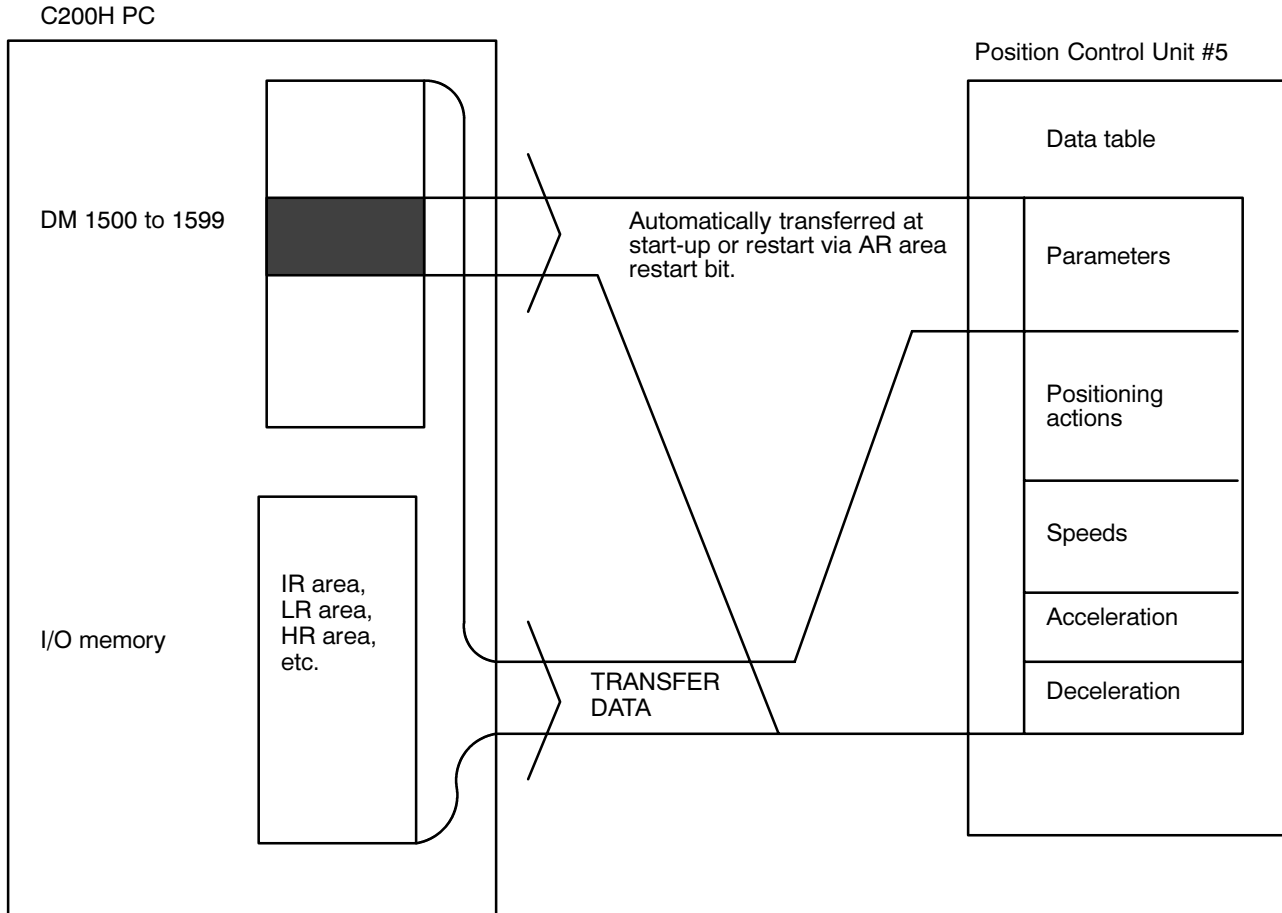 C200H PC
Position Control Unit #5
Data table
DM 1500 to 1599
Automatically transferred at
start-up or restart via AR area
restart bit.
Parameters
Positioning
actions
Speeds
IR area,
LR area,
HR area,
etc.
I/O memory
Acceleration
TRANSFER
DATA
Deceleration